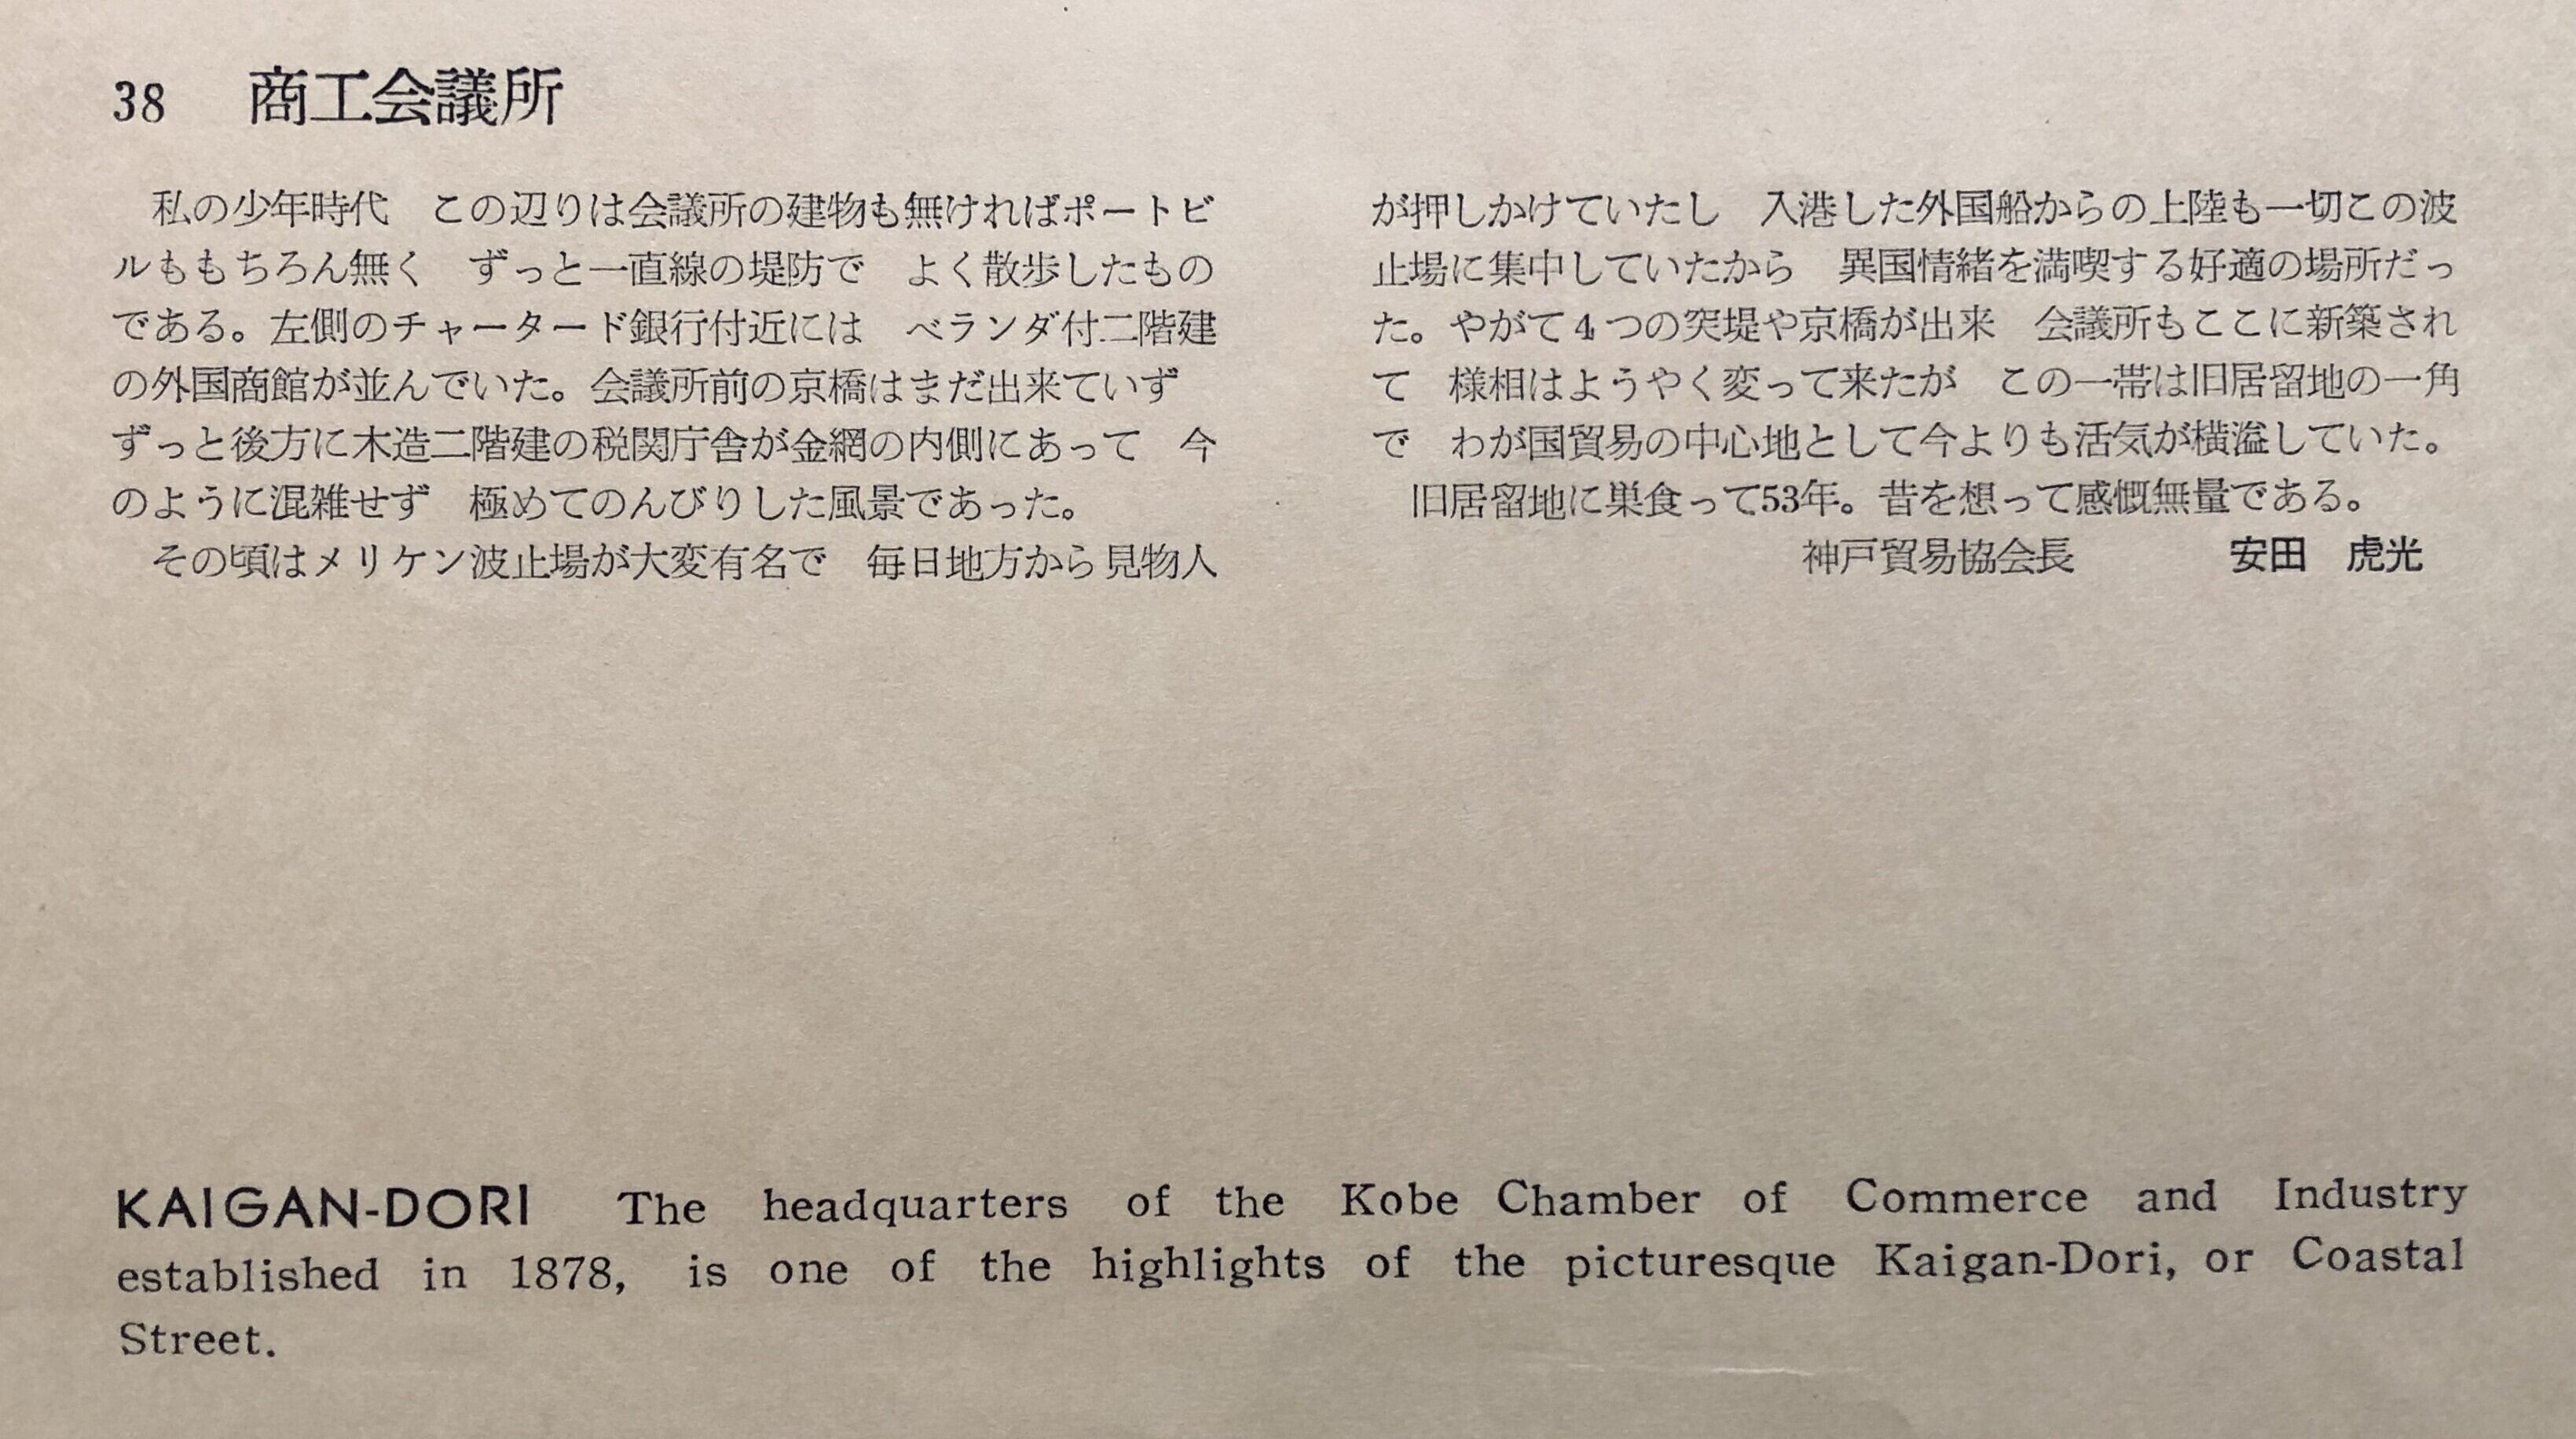 38　商工会議所
私の少年時代　この辺りは会議所の建物も無ければポートビ
ルももちろん無く　ずっと一直線の堤防で　よく散歩したもの
である。左側のチャータード銀行付近には　ベランダ付二階建
の外国商館が並んでいた。会議所前の京橋はまだ出来ていず
ずっと後方に木造二階建の税関庁舎が金網の内側にあって　今
のように混雑せず　極めてのんびりした風景であった。
その頃はメリケン波止場が大変有名で　毎日地方から見物人
が押しかけていたし　入港した外国船からの上陸も一切この波
止場に集中していたから　異国情緒を満喫する好適の場所だっ
た。やがて4つの突堤や京橋が出来　会議所もここに新築され
て　様相はようやく変って来たが　この一帯は旧居留地の一角
で　わが国貿易の中心地として今よりも活気が横溢していた。
旧居留地に巣食って53年。昔を想って感慨無量である。
神戸貿易協会長　安田　虎光
KAIGAN-DORI The headquarters of the Kobe Chamber of Commerce and Industry
established in 1878, is one of the highlights of the picturesque Kaigan-Dori, or Coastal
Street.